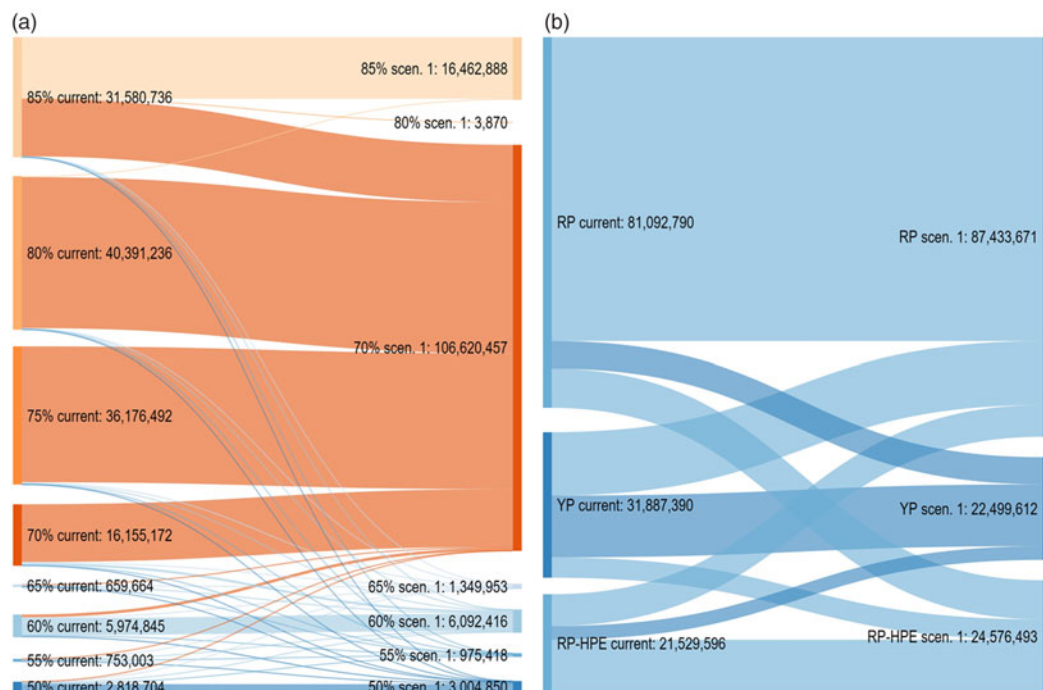 (a)
85% current: 31,580,736
80% current: 40,391,236
75% current: 36,176,492
70% current: 16,155,172
65% current: 659,664
60% current: 5,974,845
55% current: 753,003
50% current: 2,818,704
85% scen. 1: 16,462,888
80% scen. 1: 3,870
70% scen. 1: 106,620,457
65% scen. 1: 1,349,953
60% scen. 1: 6,092,416
55% scen. 1: 975,418
50% scen. 1: 3,004,850
(b)
RP current: 81,092,790
YP current: 31,887,390
RP-HPE current: 21,529,596
RP scen. 1: 87,433,671
YP scen. 1: 22,499,612
RP-HPE scen. 1: 24,576,493